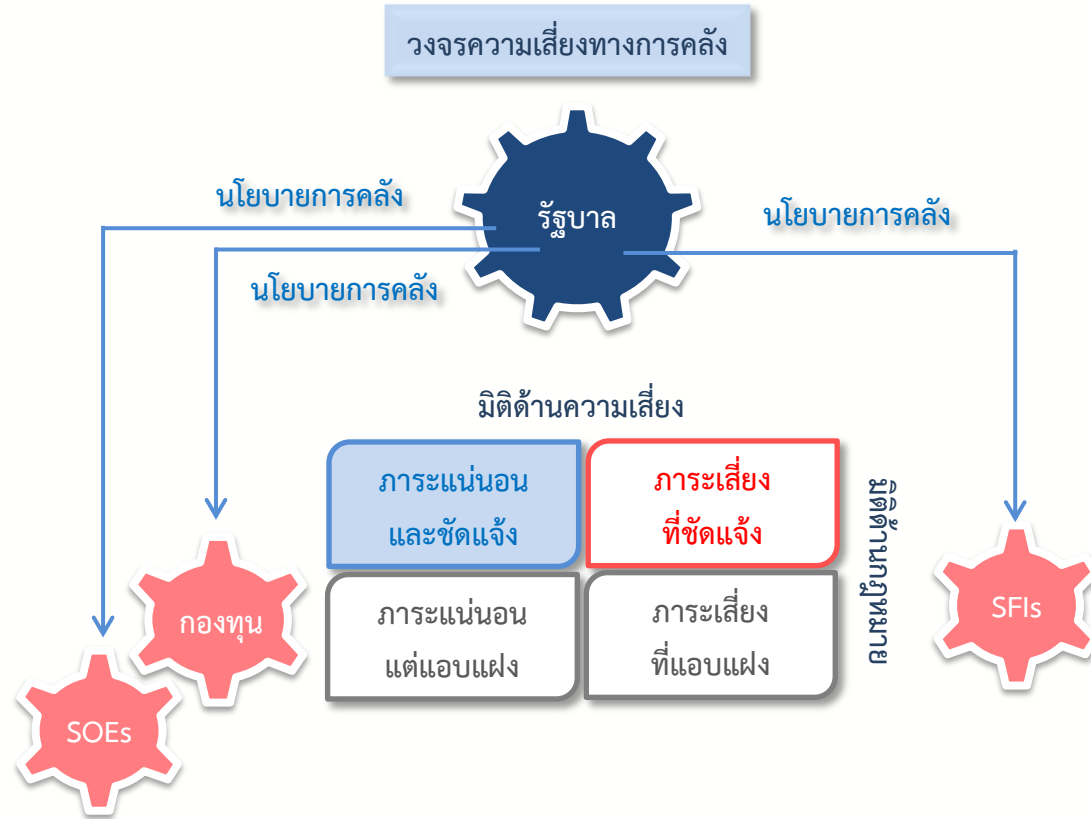 วงจรความเสี่ยงทางการคลัง
รัฐบาล
นโยบายการคลัง
นโยบายการคลัง
นโยบายการคลัง
มิติด้านความเสี่ยง
ภาระแน่นอน
และชัดแจ้ง
ภาระเสี่ยง
ที่ชัดแจ้ง
ภาระแน่นอน
แต่แอบแฝง
ภาระเสี่ยง
ที่แอบแฝง
มิติด้านกฎหมาย
กองทุน
SOEs
SFIs